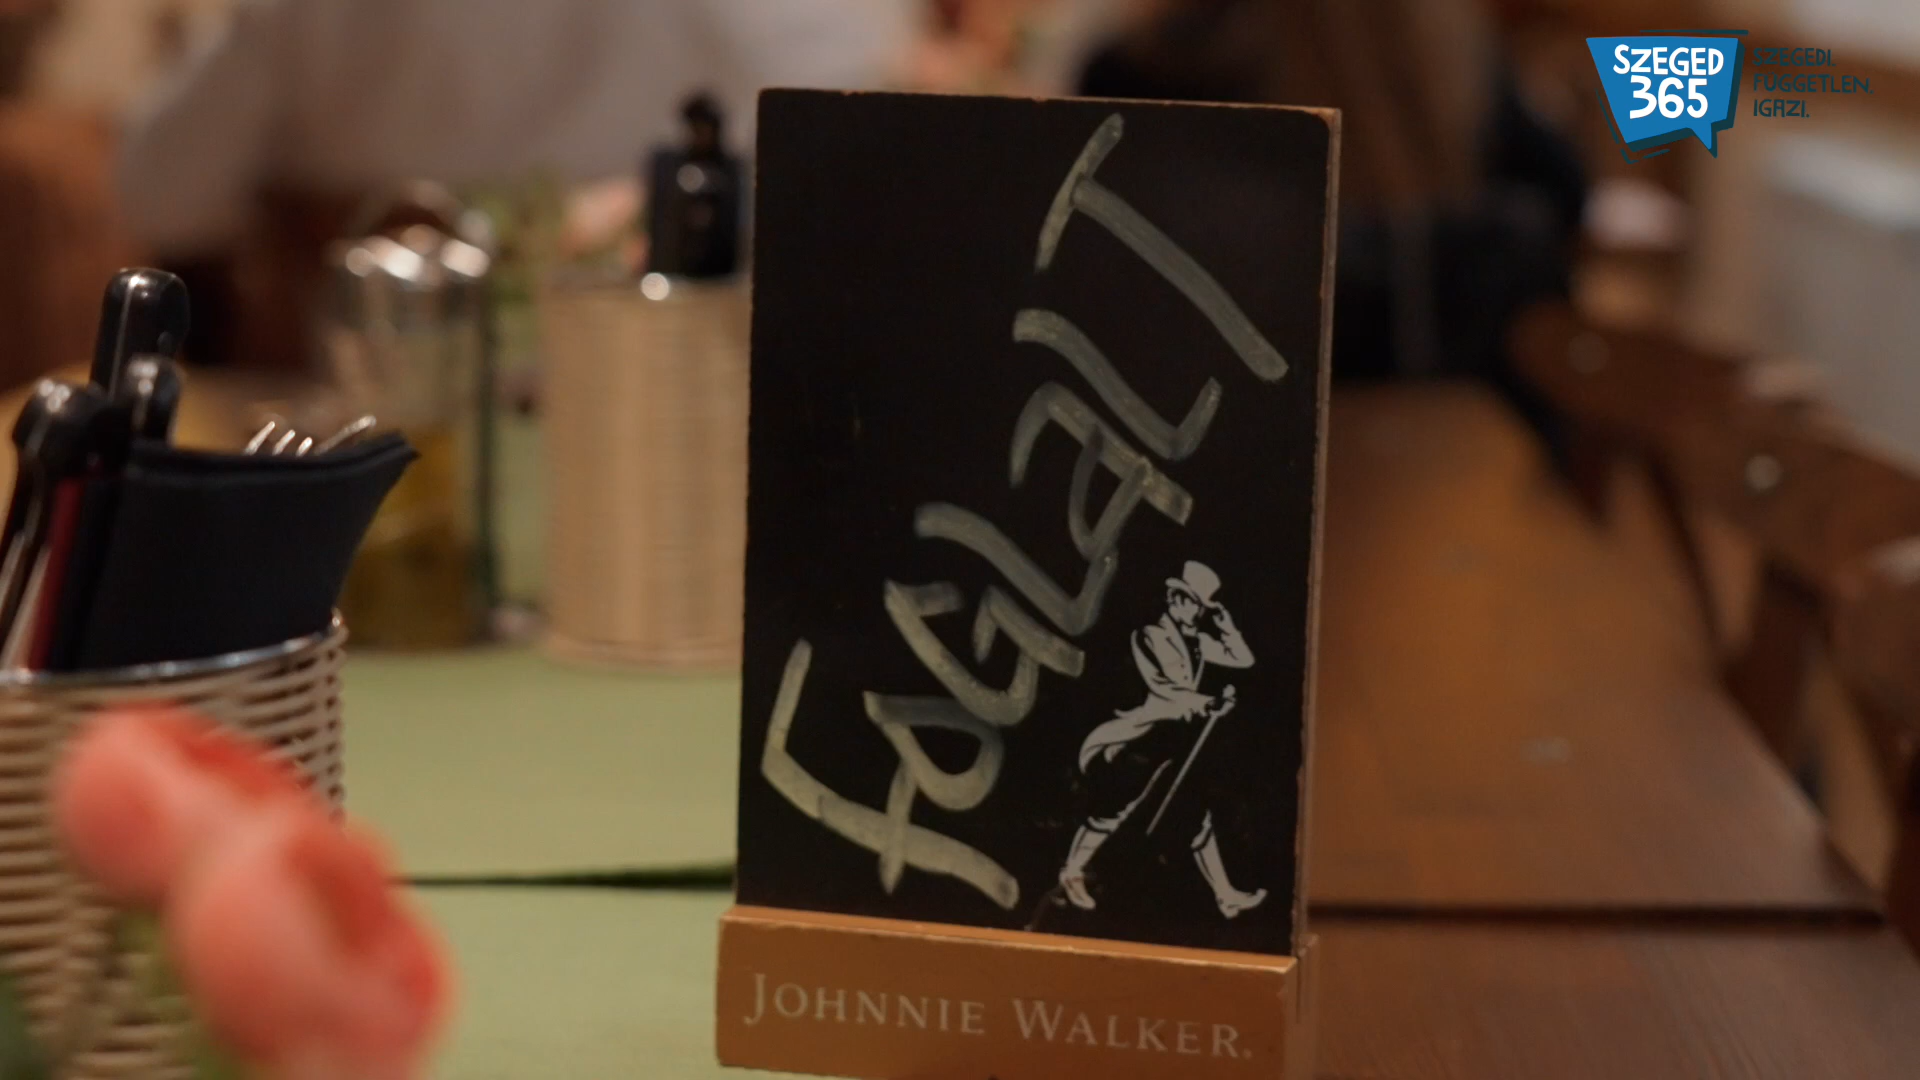 SZEGED
365
SZEGEDI.
FÜGGETLEN.
IGAZI.
FOGLALT
JOHNNIE WALKER.